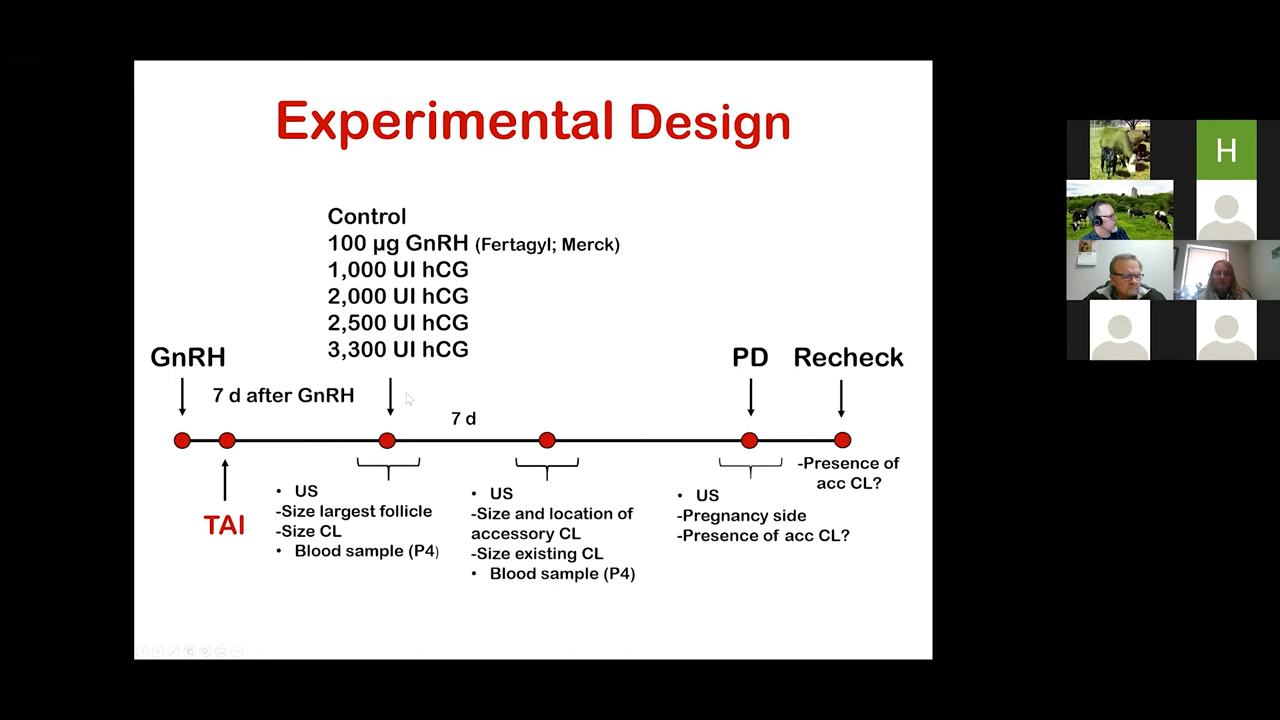 Experimental Design
Control
100 µg GnRH (Fertagyl; Merck)
1,000 UI hCG
2,000 UI hCG
2,500 UI hCG
3,300 UI hCG
GnRH
7 d after GnRH
7 d
PD
Recheck
TAI
• US
-Size largest follicle
-Size CL
• Blood sample (P4)
• US
-Size and location of
accessory CL
-Size existing CL
• Blood sample (P4)
• US
-Pregnancy side
-Presence of acc CL?
-Presence of
acc CL?
H